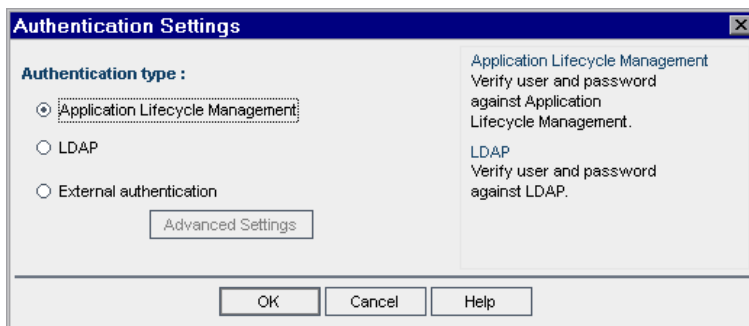 Authentication Settings
Authentication type :
Application Lifecycle Management
LDAP
External authentication
Advanced Settings
Application Lifecycle Management
Verify user and password
against Application
Lifecycle Management.
LDAP
Verify user and password
against LDAP.
OK
Cancel
Help